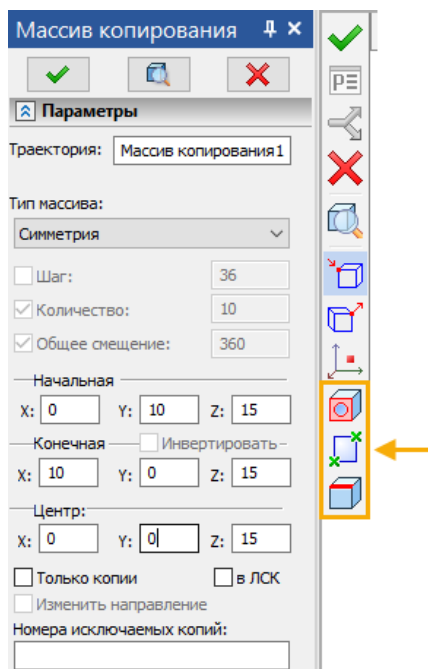 Массив копирования
Параметры
Траектория: Массив копирования1
Тип массива:
Симметрия
Шаг: 36
Количество: 10
Общее смещение: 360
Начальная
X: 0 Y: 10 Z: 15
Конечная Инвертировать
X: 10 Y: 0 Z: 15
Центр:
X: 0 Y: 0 Z: 15
Только копии в ЛСК
Изменить направление
Номера исключаемых копий: